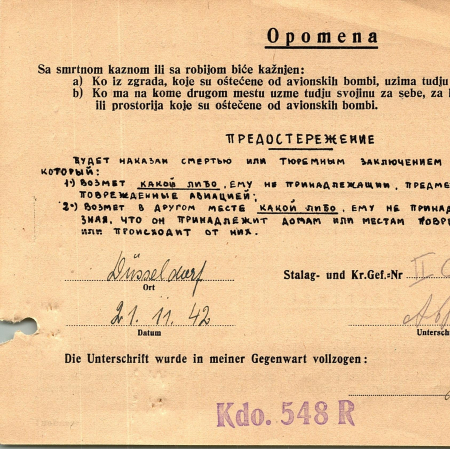 Opomena
Sa smrtnom kaznom ili sa robijom biće kažnjen:
a) Ko iz zgrada, koje su oštećene od avionskih bombi, uzima tudju
b) Ko ma na kome drugom mestu uzme tudju svojinu za sebe, za
ili prostorija koje su oštećene od avionskih bombi.
ПРЕДОСТЕРЕЖЕНИЕ
БУДЕТ НАКАЗАН СМЕРТЬЮ ИЛИ ТЮРЕМНЫМ ЗАКЛЮЧЕНИЕМ
КОТОРЫЙ:
1) ВОЗМЕТ КАКОЙ ЛИБО, ЕМУ НЕ ПРИНАДЛЕЖАЩИИ, ПРЕДМЕ
ПОВРЕЖДЕННЫЕ АВИАЦИЕЙ;
2) ВОЗМЕТ В ДРУГОМ МЕСТЕ КАКОЙ ЛИБО, ЕМУ НЕ ПРИНАД
ЗНАЯ, ЧТО ОН ПРИНАДЛЕЖИТ ДОМАМ ИЛИ МЕСТАМ ПОВР
ИЛИ ПРОИСХОДИТ ОТ НИХ.
Düsseldorf
Ort
Stalag- und Kr.Gef.=Nr II
21. 11. 42
Datum
Untersch
Die Unterschrift wurde in meiner Gegenwart vollzogen:
Kdo. 548 R